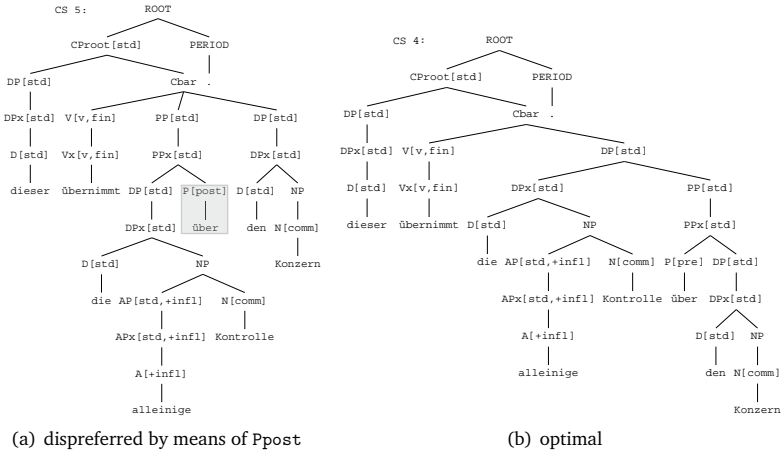 CS 5: ROOT
CProot[std] PERIOD
DP[std] Cbar .
DPx[std] V[v,fin] PP[std] DP[std]
D[std] Vx[v,fin] PPx[std] DPx[std]
dieser übernimmt DP[std] P[post] D[std] NP
DPx[std] über den N[comm]
D[std] NP Konzern
die AP[std,+infl] N[comm]
APx[std,+infl] Kontrolle
A[+infl]
alleinige
(a) dispreferred by means of Ppost
CS 4: ROOT
CProot[std] PERIOD
DP[std] Cbar .
DPx[std] V[v,fin] DP[std]
D[std] Vx[v,fin] DPx[std] PP[std]
dieser übernimmt D[std] NP PPx[std]
die AP[std,+infl] N[comm] P[pre] DP[std]
APx[std,+infl] Kontrolle über DPx[std]
A[+infl] D[std] NP
alleinige den N[comm]
Konzern
(b) optimal